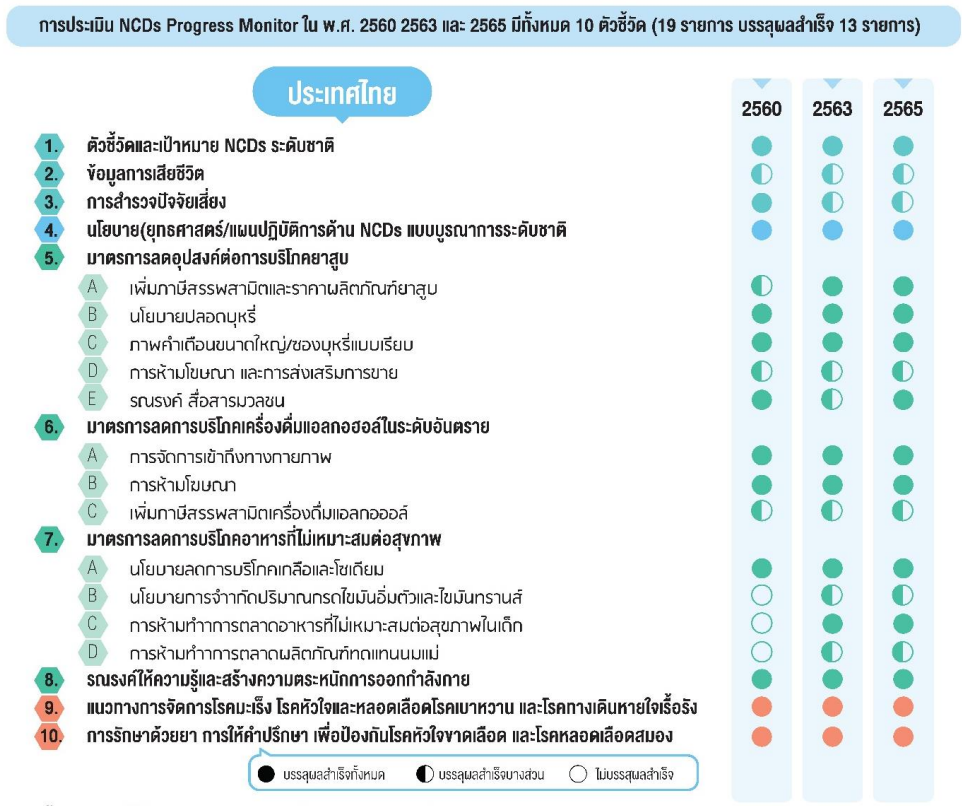 การประเมิน NCDs Progress Monitor ใน พ.ศ. 2560 2563 และ 2565 มีทั้งหมด 10 ตัวชี้วัด (19 รายการ บรรลุผลสำเร็จ 13 รายการ)
ประเทศไทย
2560 2563 2565
1. ตัวชี้วัดและเป้าหมาย NCDs ระดับชาติ
2. ข้อมูลการเสียชีวิต
3. การสำรวจปัจจัยเสี่ยง
4. นโยบาย(ยุทธศาสตร์/แผนปฏิบัติการด้าน NCDs แบบบูรณาการระดับชาติ
5. มาตรการลดอุปสงค์ต่อการบริโภคยาสูบ
A เพิ่มภาษีสรรพสามิตและราคาผลิตภัณฑ์ยาสูบ
B นโยบายปลอดบุหรี่
C ภาพคำเตือนขนาดใหญ่/ซองบุหรี่แบบเรียบ
D การห้ามโฆษณา และการส่งเสริมการขาย
E รณรงค์ สื่อสารมวลชน
6. มาตรการลดการบริโภคเครื่องดื่มแอลกอฮอล์ในระดับอันตราย
A การจัดการเข้าถึงทางกายภาพ
B การห้ามโฆษณา
C เพิ่มภาษีสรรพสามิตเครื่องดื่มแอลกอออล์
7. มาตรการลดการบริโภคอาหารที่ไม่เหมาะสมต่อสุขภาพ
A นโยบายลดการบริโภคเกลือและโซเดียม
B นโยบายการจำากัดปริมาณกรดไขมันอิ่มตัวและไขมันทรานส์
C การห้ามทำาการตลาดอาหารที่ไม่เหมาะสมต่อสุขภาพในเด็ก
D การห้ามทำาการตลาดผลิตภัณฑ์ทดแทนนมแม่
8. รณรงค์ให้ความรู้และสร้างความตระหนักการออกกำลังกาย
9. แนวทางการจัดการโรคมะเร็ง โรคหัวใจและหลอดเลือดโรคเบาหวาน และโรคทางเดินหายใจเรื้อรัง
10. การรักษาด้วยยา การให้คำปรึกษา เพื่อป้องกันโรคหัวใจขาดเลือด และโรคหลอดเลือดสมอง
บรรลุผลสำเร็จทั้งหมด บรรลุผลสำเร็จบางส่วน ไม่บรรลุผลสำเร็จ